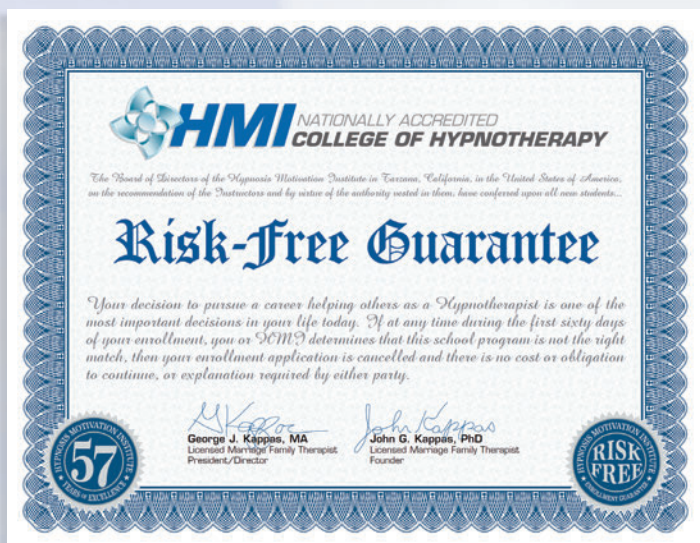 HMI NATIONALLY ACCREDITED
COLLEGE OF HYPNOTHERAPY
The Board of Directors of the Hypnosis Motivation Institute in Tarzana, California, in the United States of America,
on the recommendation of the Instructors and by virtue of the authority vested in them, have conferred upon all new students...
Risk-Free Guarantee
Your decision to pursue a career helping others as a Hypnotherapist is one of the
most important decisions in your life today. If at any time during the first sixty days
of your enrollment, you or HMI determines that this school program is not the right
match, then your enrollment application is cancelled and there is no cost or obligation
to continue, or explanation required by either party.
John Kappas
George J. Kappas, MA
Licensed Marriage Family Therapist
President/Director
John G. Kappas, PhD
Licensed Marriage Family Therapist
Founder
HYPNOSIS MOTIVATION INSTITUTE
57
YEARS OF EXCELLENCE
HYPNOSIS MOTIVATION INSTITUTE
RISK
FREE
ENROLLMENT GUARANTEE